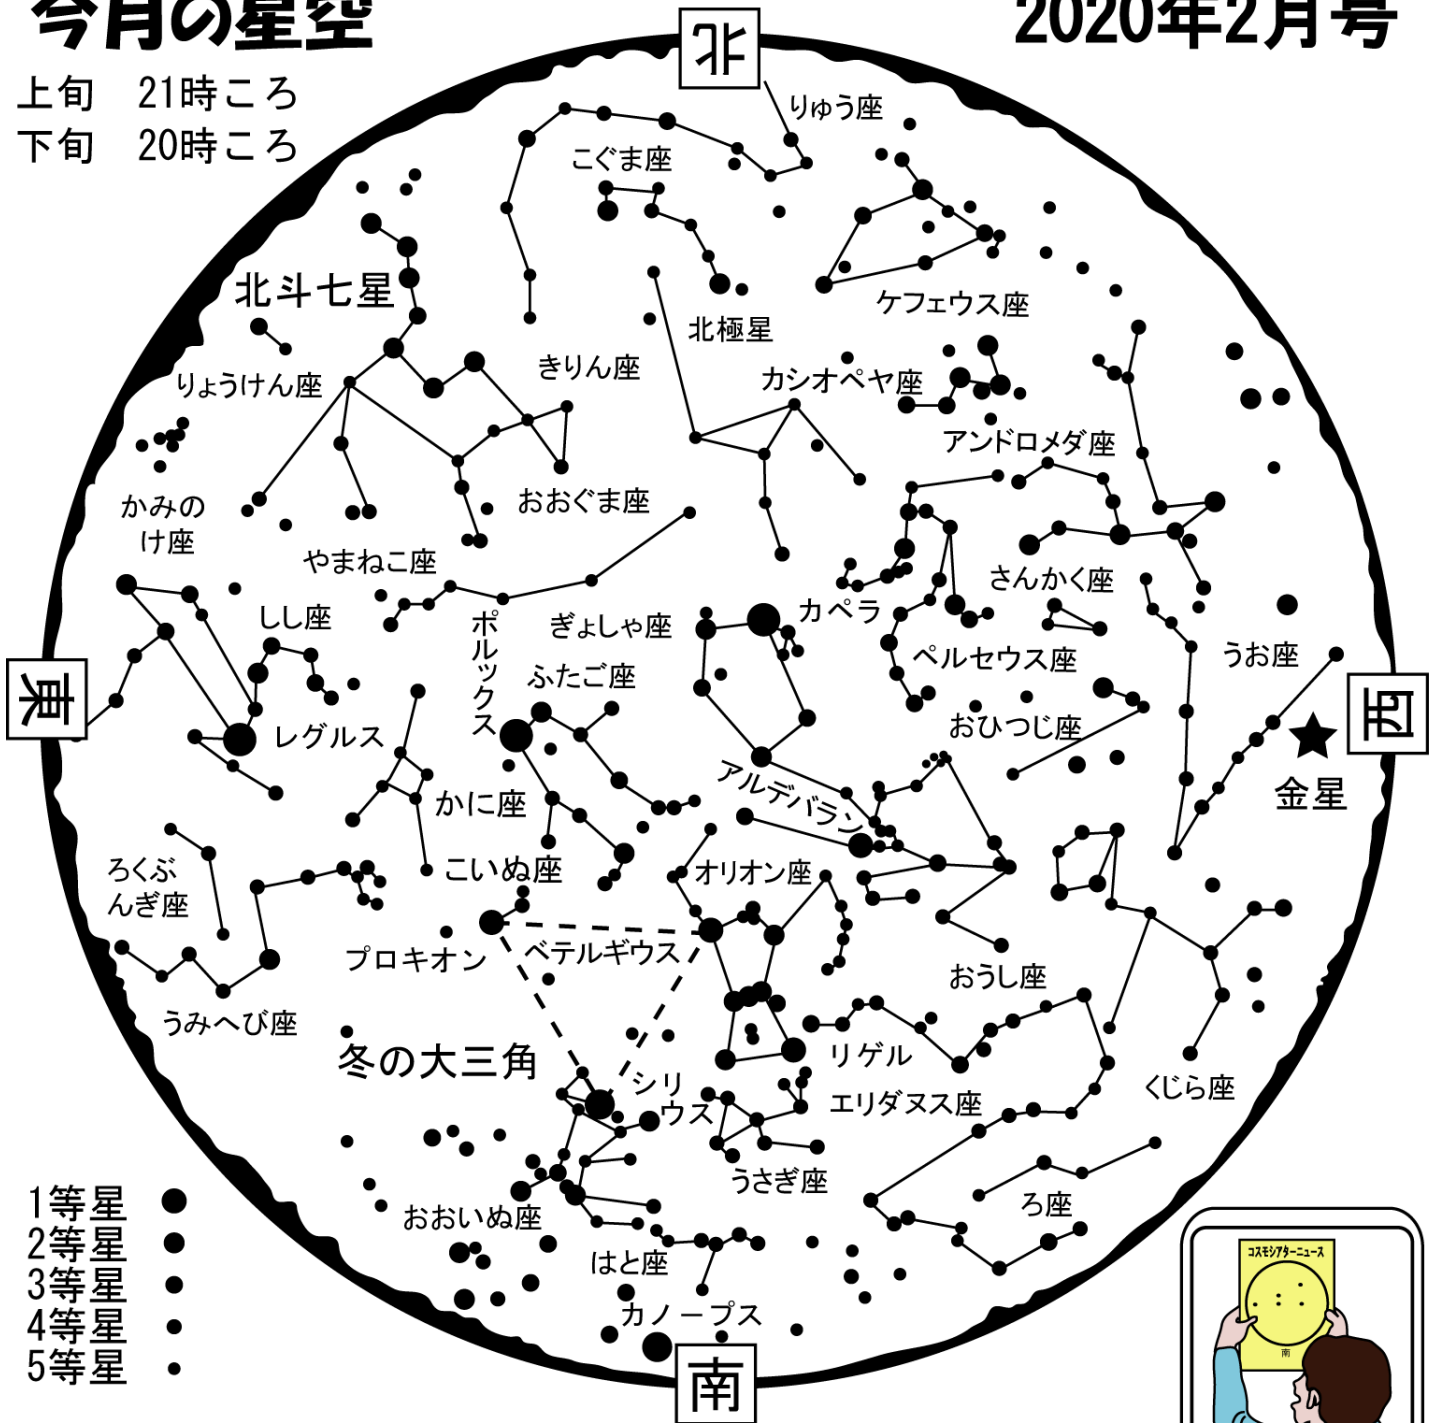 今月の星空
2020年2月号
上旬 21時ころ
下旬 20時ころ
北
りゅう座
こぐま座
北斗七星
ケフェウス座
北極星
りょうけん座
きりん座
カシオペヤ座
アンドロメダ座
かみの
け座
おおぐま座
やまねこ座
さんかく座
しし座
ポルックス
ぎょしゃ座
カペラ
ペルセウス座
うお座
ふたご座
東
西
レグルス
おひつじ座
金星
アルデバラン
かに座
ろくぶ
んぎ座
こいぬ座
オリオン座
プロキオン
ベテルギウス
おうし座
うみへび座
冬の大三角
リゲル
シリ
ウス
エリダヌス座
くじら座
うさぎ座
ろ座
おおいぬ座
はと座
カノープス
南
1等星
2等星
3等星
4等星
5等星
コスモシアターニュース
南